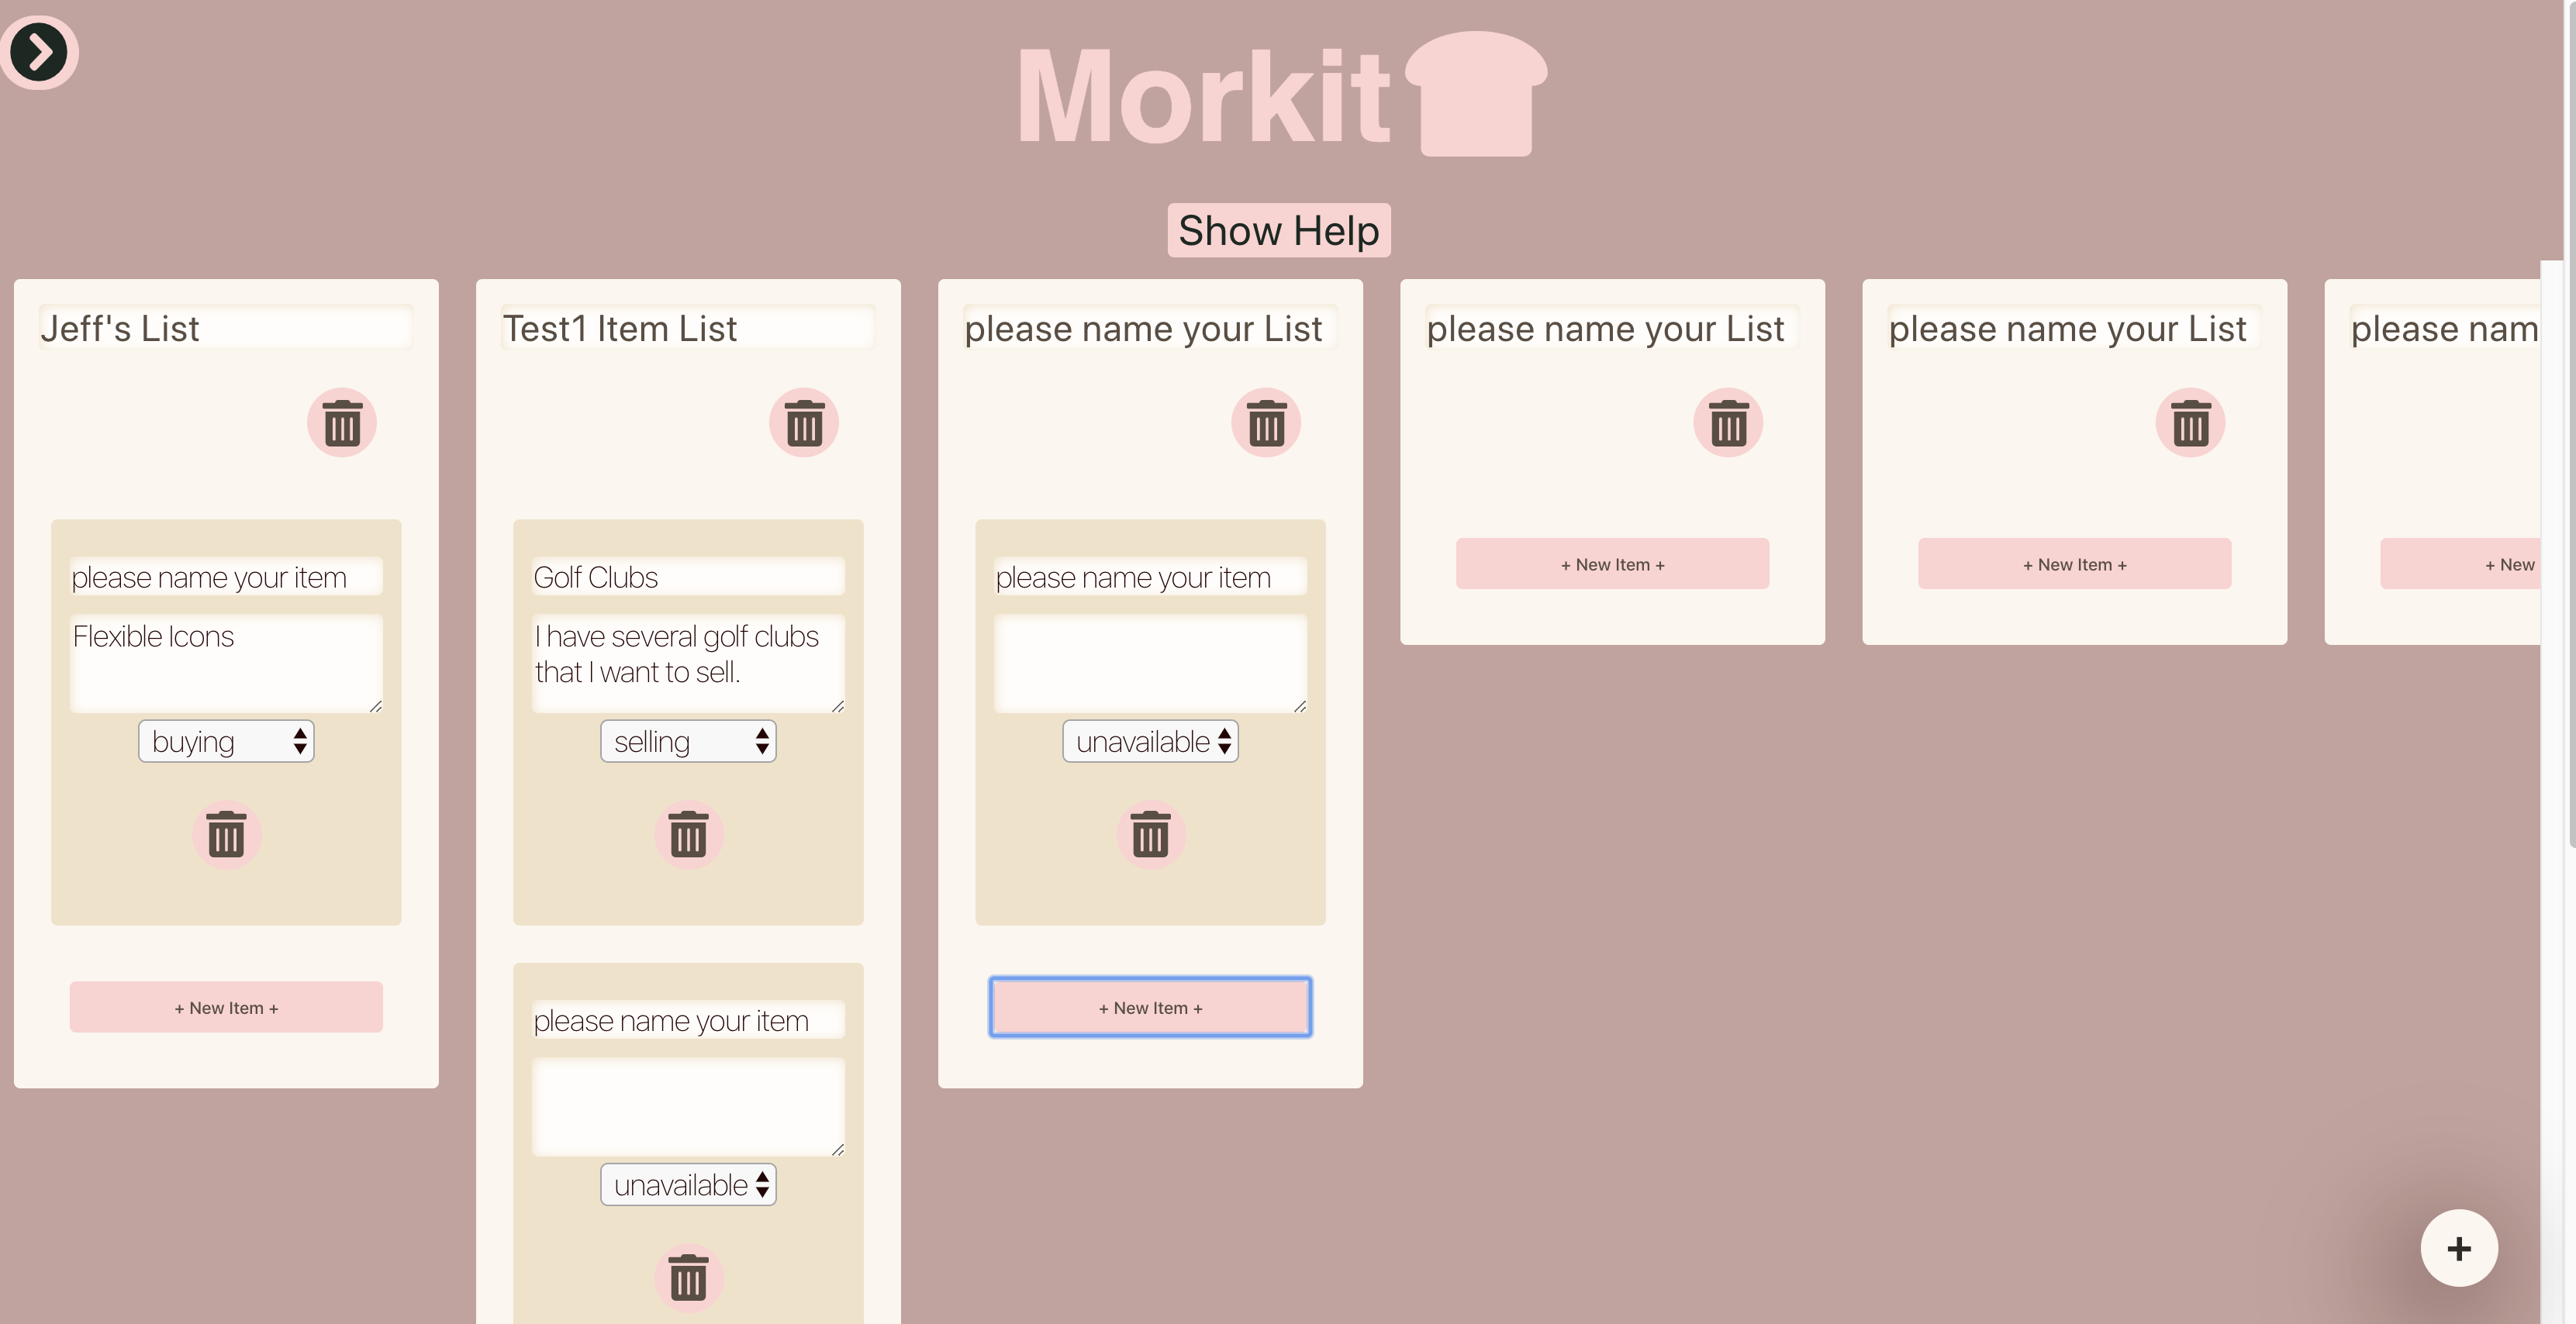 Morkit
Show Help
Jeff's List
please name your item
Flexible Icons
buying
+ New Item +
Test1 Item List
Golf Clubs
I have several golf clubs
that I want to sell.
selling
please name your item
unavailable
please name your List
please name your item
unavailable
+ New Item +
please name your List
+ New Item +
please name your List
+ New Item +
please nam
+ New
+